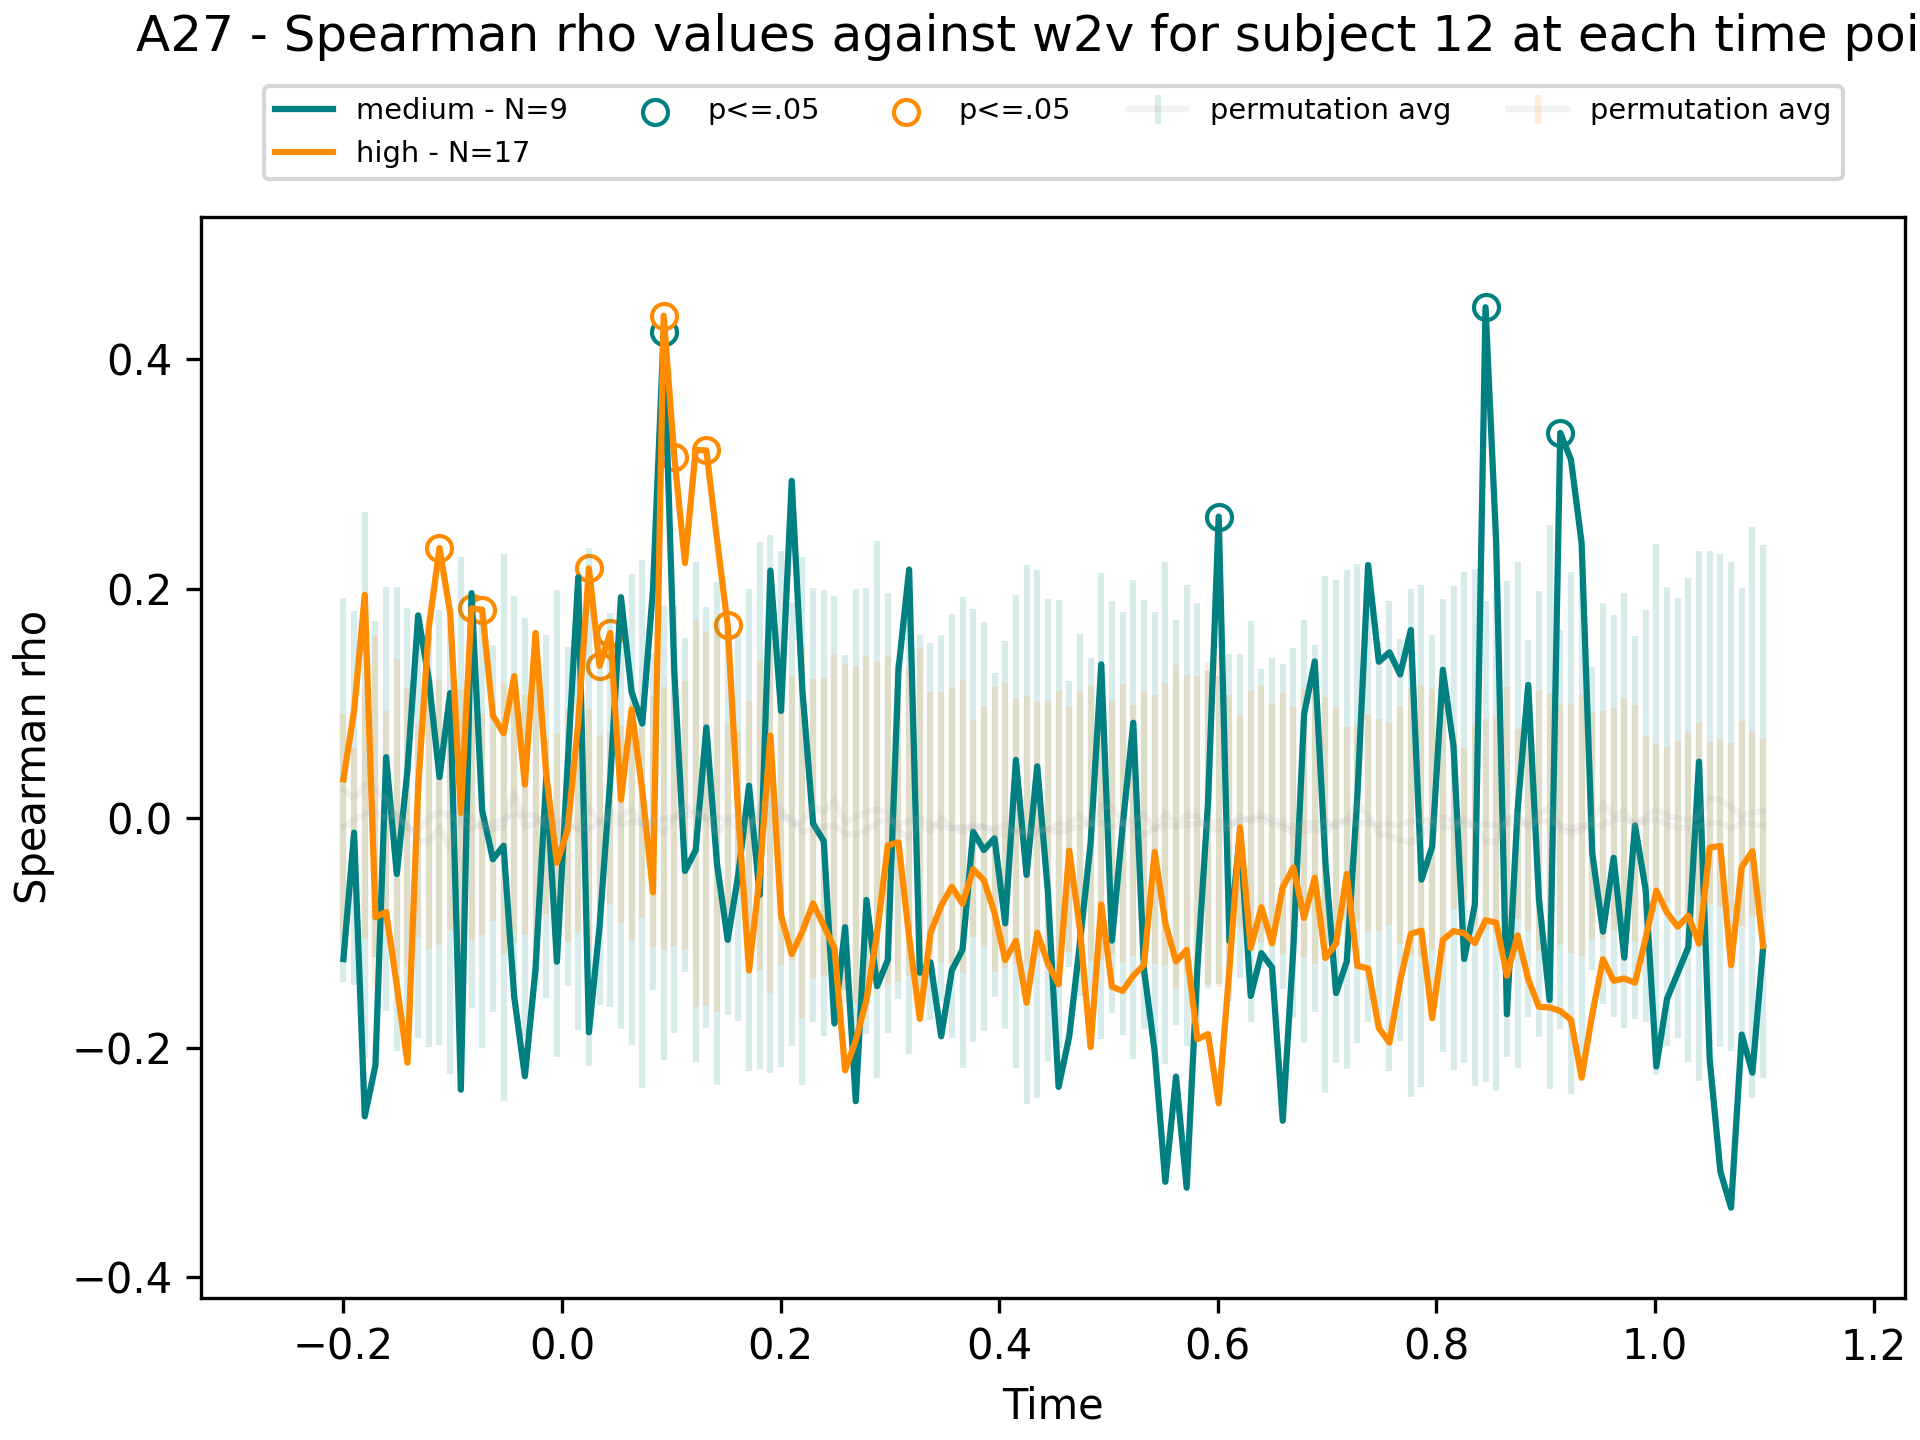 A27 - Spearman rho values against w2v for subject 12 at each time poi
medium - N=9
high - N=17
p<=.05
p<=.05
permutation avg
permutation avg
Spearman rho
0.4
0.2
0.0
−0.2
−0.4
−0.2 0.0 0.2 0.4 0.6 0.8 1.0 1.2
Time